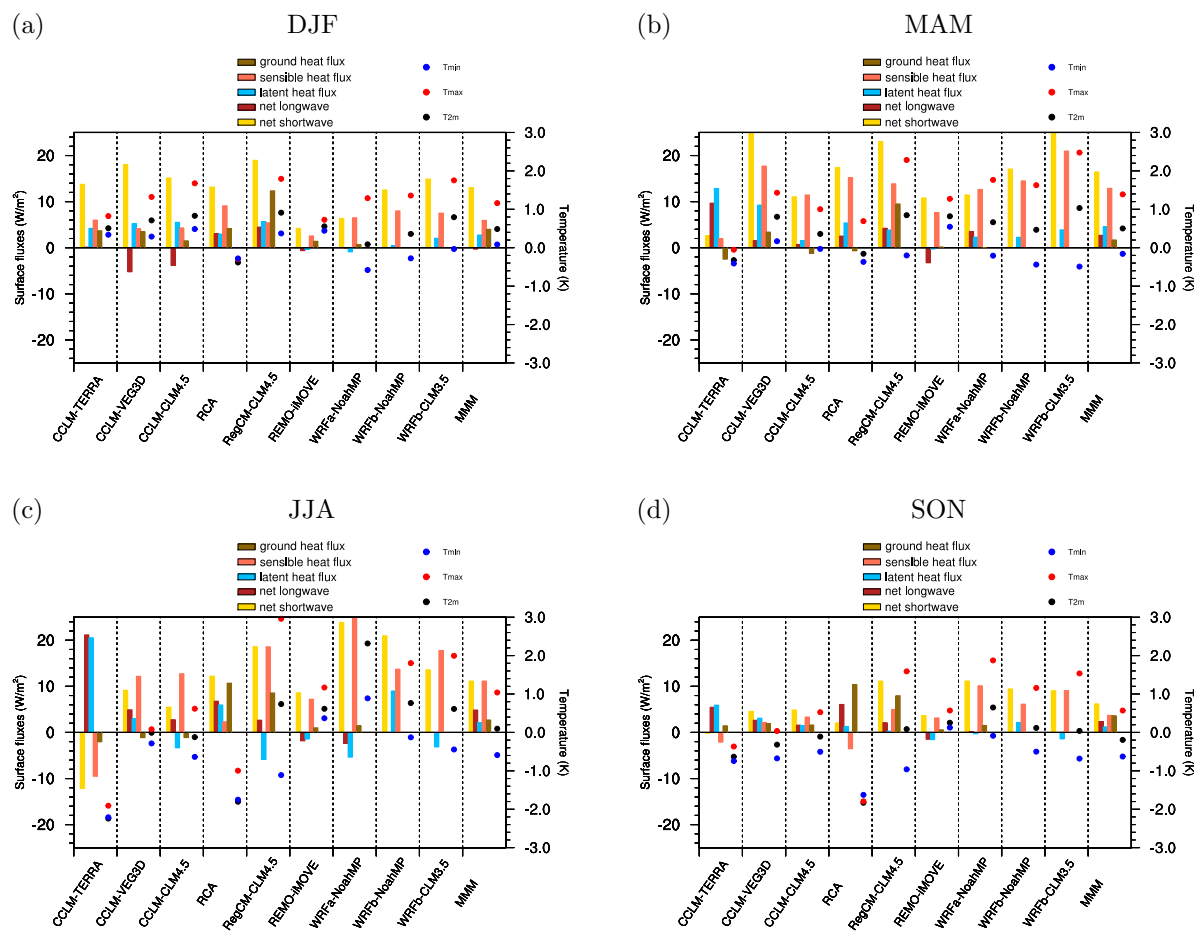 (a) DJF
ground heat flux
sensible heat flux
latent heat flux
net longwave
net shortwave
Tmin
Tmax
T2m
Surface fluxes (W/m²)
20
10
0
-10
-20
3.0
2.0
1.0
0.0
-1.0
-2.0
-3.0
Temperature (K)
CCLM-TERRA
CCLM-VEG3D
CCLM-CLM4.5
RCA
RegCM-CLM4.5
REMO-iMOVE
WRFa-NoahMP
WRFb-NoahMP
WRFb-CLM3.5
MMM
(b) MAM
ground heat flux
sensible heat flux
latent heat flux
net longwave
net shortwave
Tmin
Tmax
T2m
Surface fluxes (W/m²)
20
10
0
-10
-20
3.0
2.0
1.0
0.0
-1.0
-2.0
-3.0
Temperature (K)
CCLM-TERRA
CCLM-VEG3D
CCLM-CLM4.5
RCA
RegCM-CLM4.5
REMO-iMOVE
WRFa-NoahMP
WRFb-NoahMP
WRFb-CLM3.5
MMM
(c) JJA
ground heat flux
sensible heat flux
latent heat flux
net longwave
net shortwave
Tmin
Tmax
T2m
Surface fluxes (W/m²)
20
10
0
-10
-20
3.0
2.0
1.0
0.0
-1.0
-2.0
-3.0
Temperature (K)
CCLM-TERRA
CCLM-VEG3D
CCLM-CLM4.5
RCA
RegCM-CLM4.5
REMO-iMOVE
WRFa-NoahMP
WRFb-NoahMP
WRFb-CLM3.5
MMM
(d) SON
ground heat flux
sensible heat flux
latent heat flux
net longwave
net shortwave
Tmin
Tmax
T2m
Surface fluxes (W/m²)
20
10
0
-10
-20
3.0
2.0
1.0
0.0
-1.0
-2.0
-3.0
Temperature (K)
CCLM-TERRA
CCLM-VEG3D
CCLM-CLM4.5
RCA
RegCM-CLM4.5
REMO-iMOVE
WRFa-NoahMP
WRFb-NoahMP
WRFb-CLM3.5
MMM